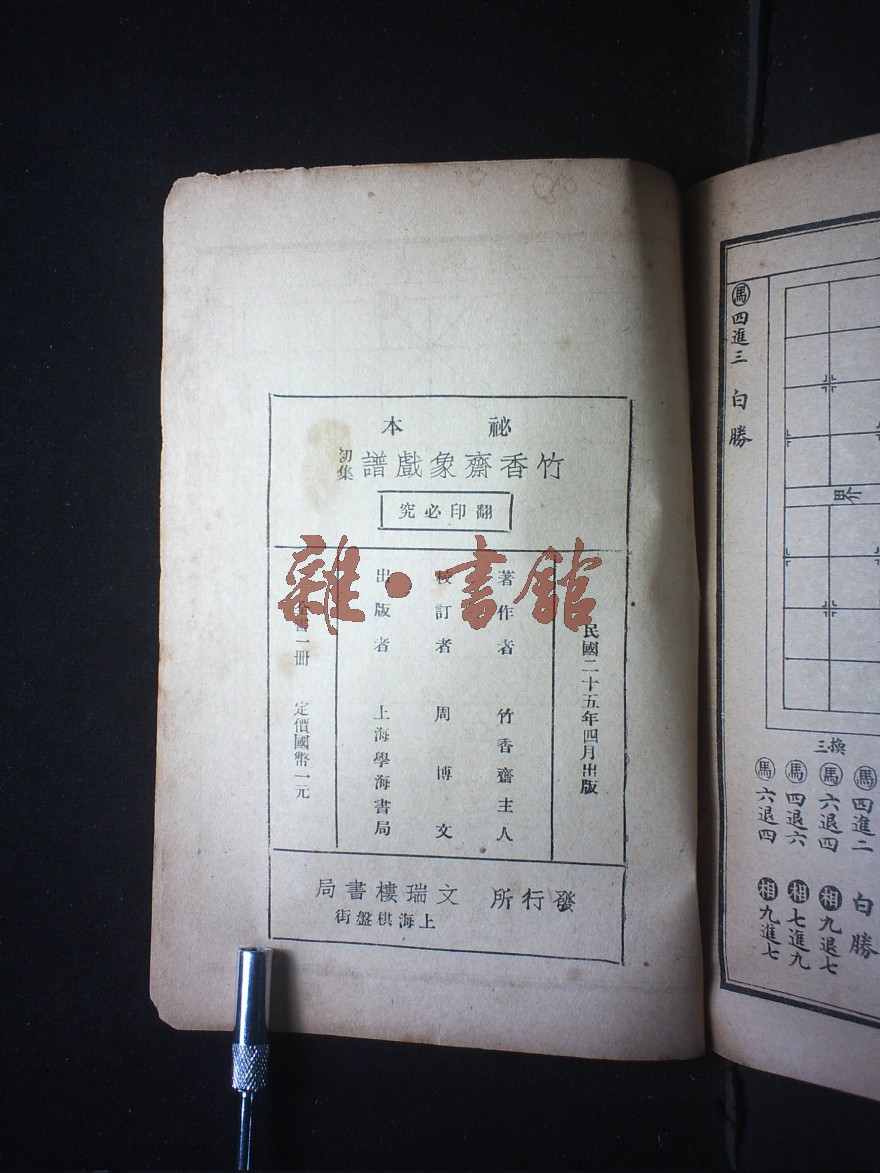 祕本
竹香齋象戲譜 初集
翻印必究
民國二十五年四月出版
著作者 竹香齋主人
校訂者 周博文
出版者 上海學海書局
全書一冊 定價國幣一元
發行所 文瑞樓書局
上海棋盤街
雜·書館
馬四進三 白勝
界
換三
馬四進二 白勝
馬六退四 相九退七
馬四退六 相七進九
馬六退四 相九進七